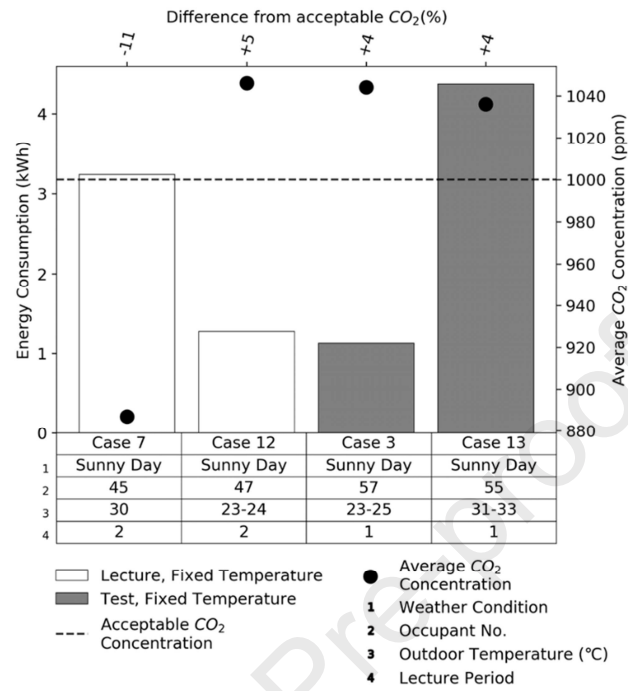 Difference from acceptable CO2(%)
-11 +5 +4 +4
Energy Consumption (kWh)
4
3
2
1
0
1040
1020
1000
980
960
940
920
900
880
Average CO2 Concentration (ppm)
Case 7 Case 12 Case 3 Case 13
1 Sunny Day Sunny Day Sunny Day Sunny Day
2 45 47 57 55
3 30 23-24 23-25 31-33
4 2 2 1 1
Lecture, Fixed Temperature
Test, Fixed Temperature
Acceptable CO2
Concentration
Average CO2
Concentration
1 Weather Condition
2 Occupant No.
3 Outdoor Temperature (°C)
4 Lecture Period
Pre-proof